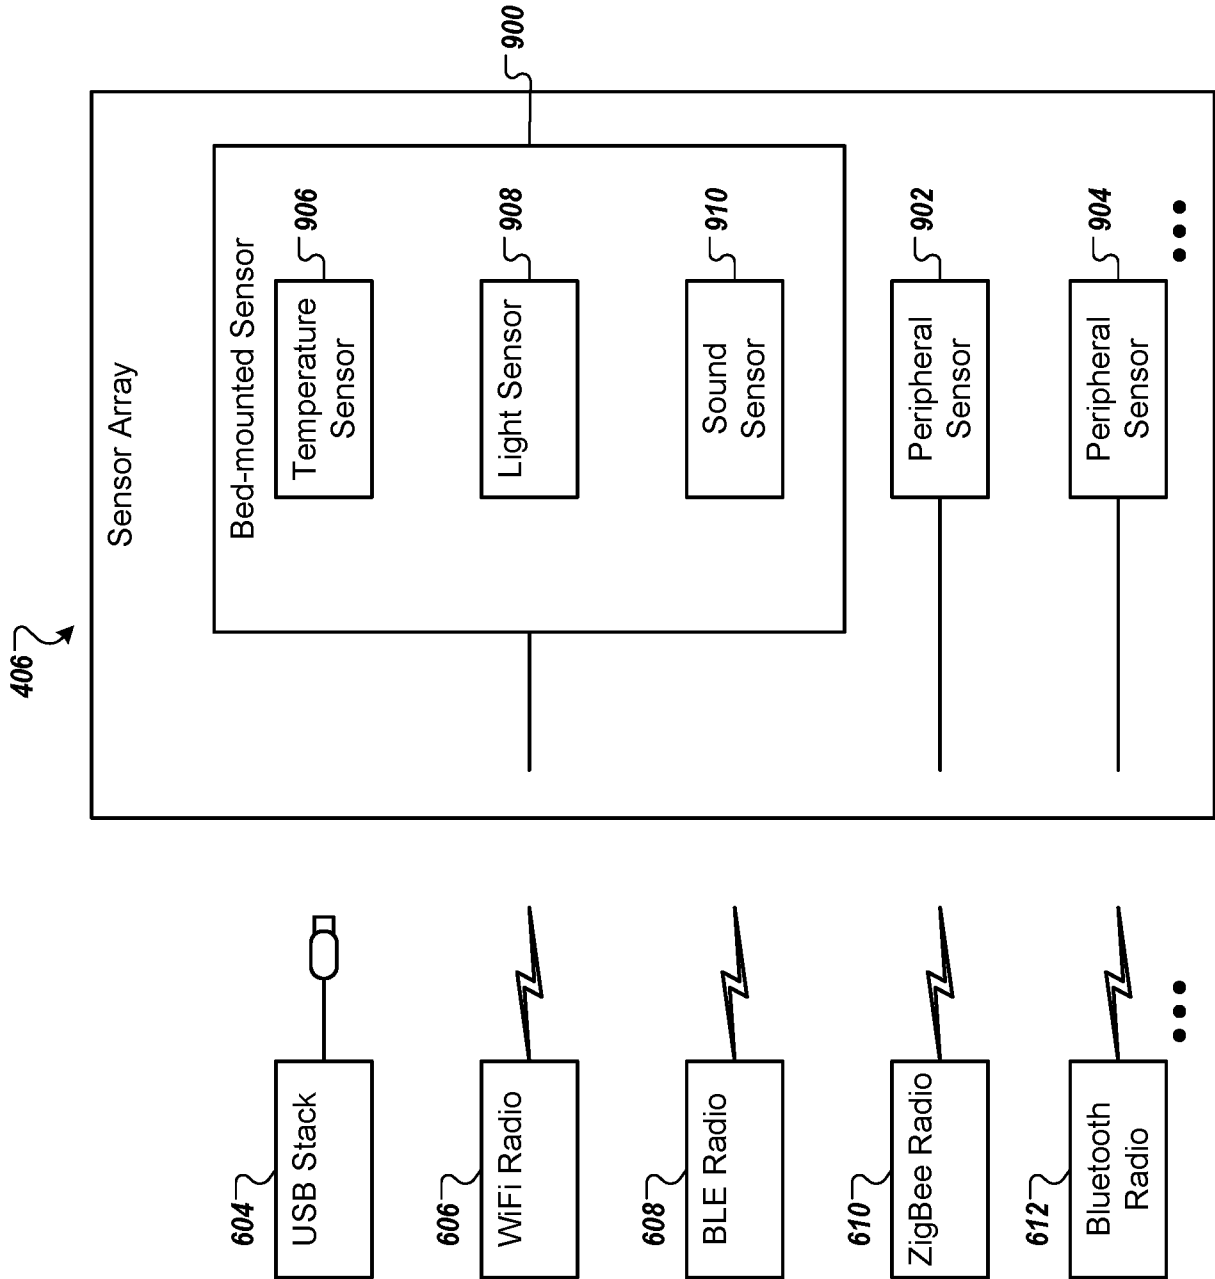 406
Sensor Array
900
Bed-mounted Sensor
604
USB Stack
Temperature
Sensor
906
606
WiFi Radio
Light Sensor
908
608
BLE Radio
Sound
Sensor
910
610
ZigBee Radio
Peripheral
Sensor
902
612
Bluetooth
Radio
Peripheral
Sensor
904